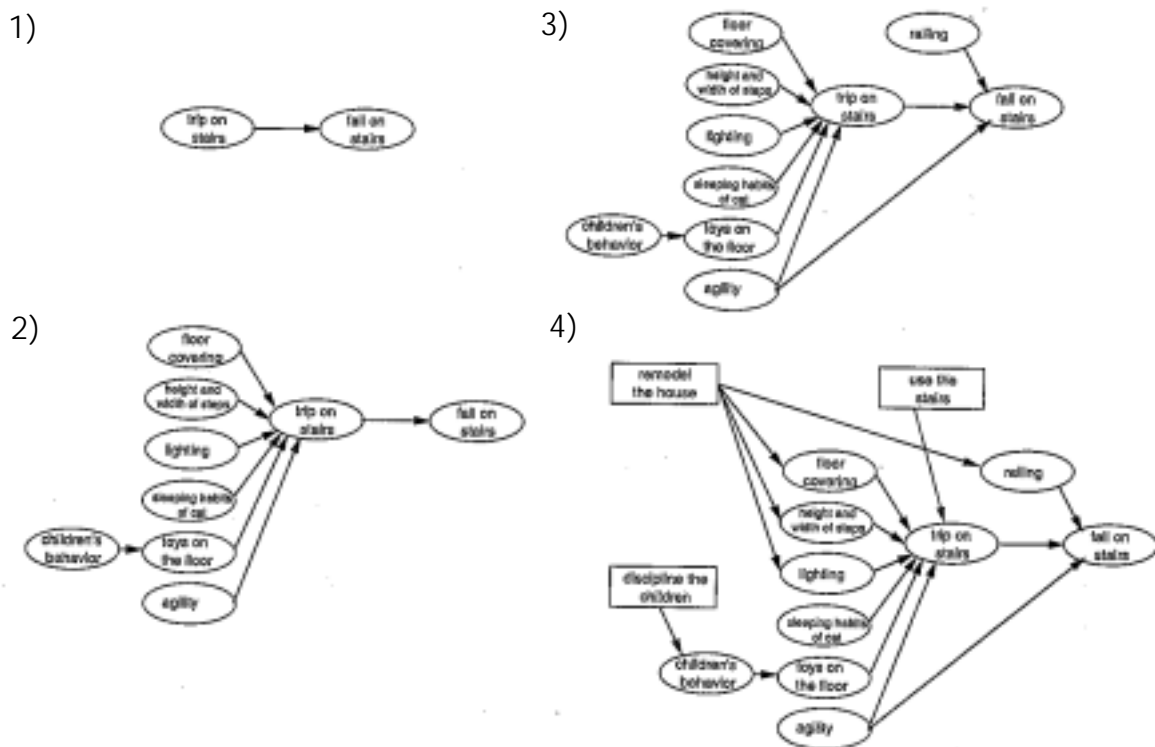 1)
trip on
stairs
fall on
stairs
2)
floor
covering
height and
width of steps
trip on
stairs
fall on
stairs
lighting
sleeping habits
of cat
children's
behavior
toys on
the floor
agility
3)
floor
covering
railing
height and
width of steps
trip on
stairs
fall on
stairs
lighting
sleeping habits
of cat
children's
behavior
toys on
the floor
agility
4)
remodel
the house
use the
stairs
floor
covering
railing
height and
width of steps
trip on
stairs
fall on
stairs
lighting
discipline the
children
sleeping habits
of cat
children's
behavior
toys on
the floor
agility